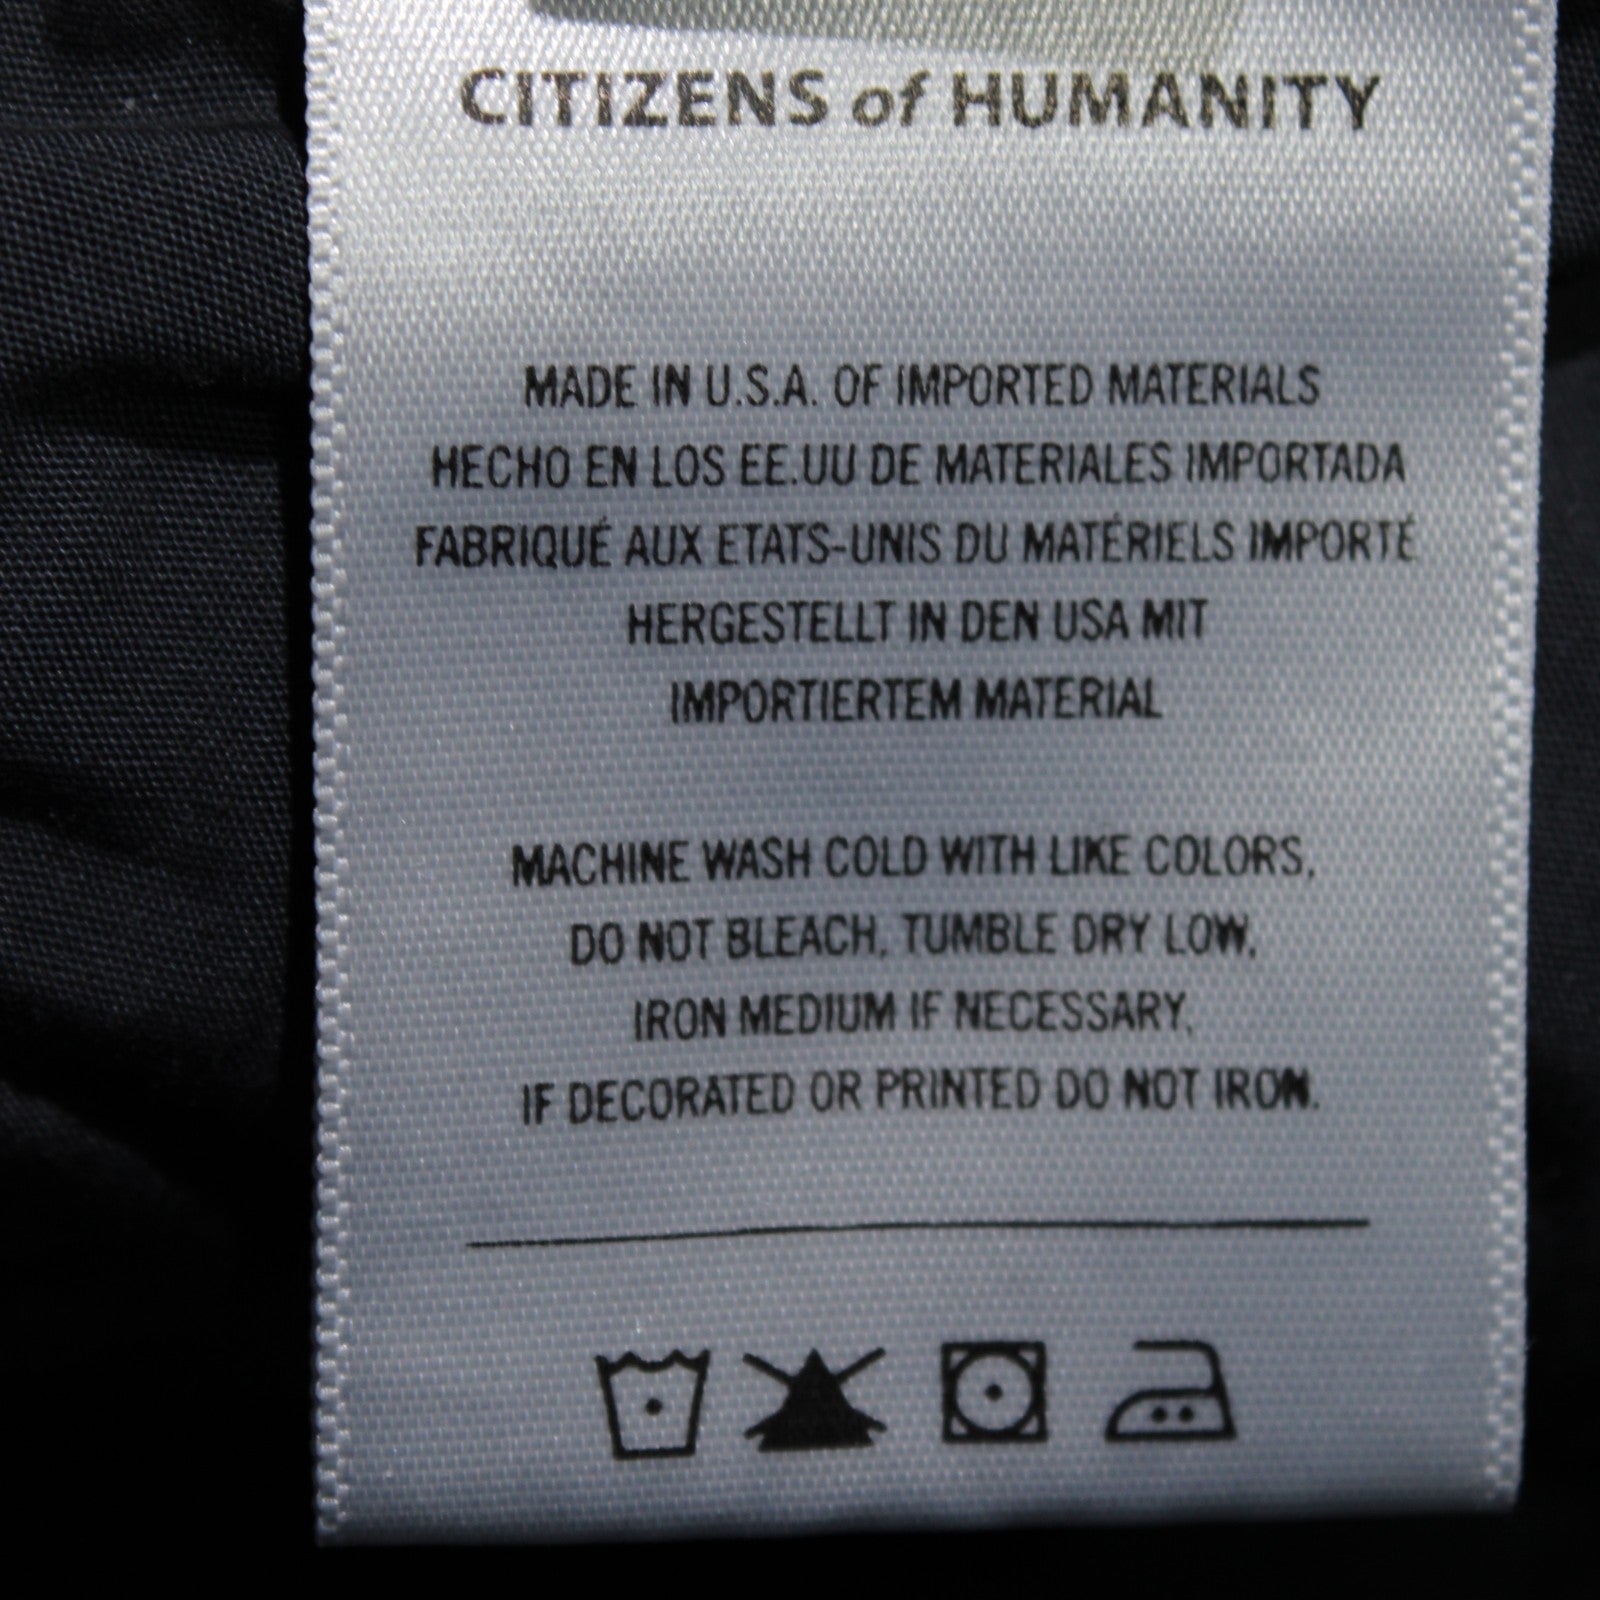 CITIZENS of HUMANITY
MADE IN U.S.A. OF IMPORTED MATERIALS
HECHO EN LOS EE.UU DE MATERIALES IMPORTADA
FABRIQUÉ AUX ETATS-UNIS DU MATÉRIELS IMPORTÉ
HERGESTELLT IN DEN USA MIT
IMPORTIERTEM MATERIAL
MACHINE WASH COLD WITH LIKE COLORS,
DO NOT BLEACH, TUMBLE DRY LOW,
IRON MEDIUM IF NECESSARY,
IF DECORATED OR PRINTED DO NOT IRON.